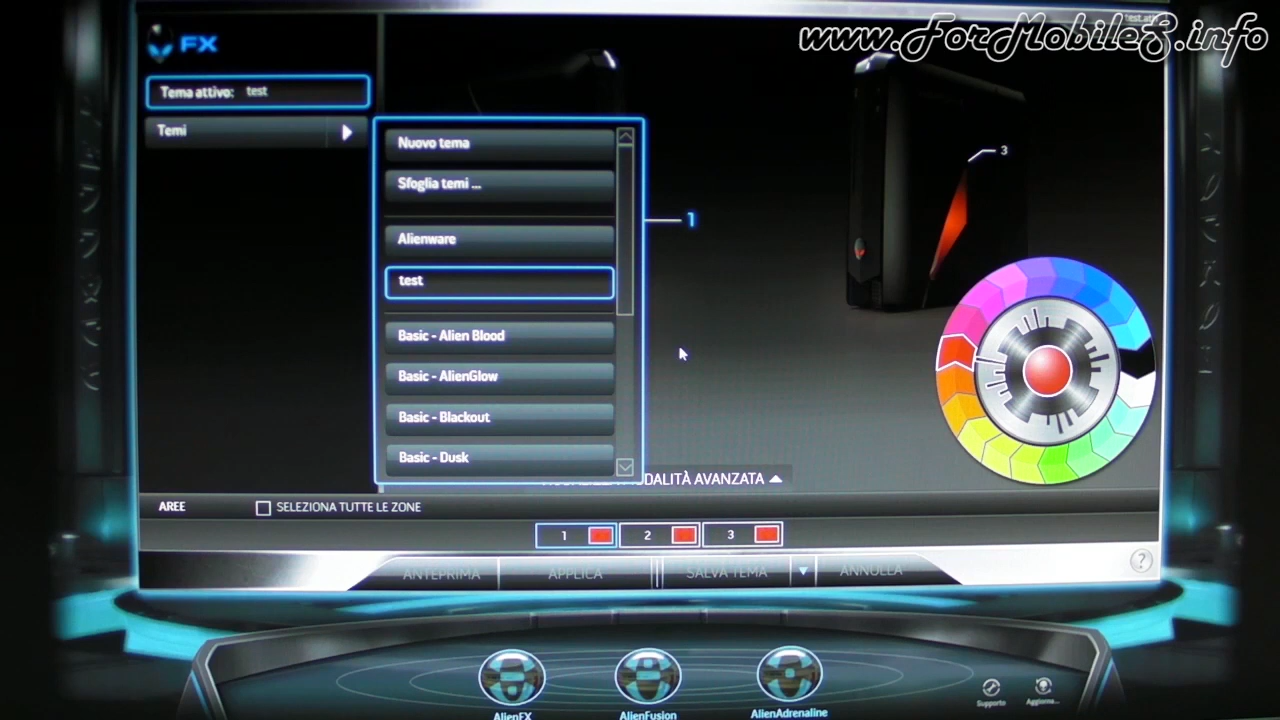 www.ForMobileS.info
FX
Tema attivo: test
Temi
Nuovo tema
Sfoglia temi ...
Alienware
test
Basic - Alien Blood
Basic - AlienGlow
Basic - Blackout
Basic - Dusk
1
3
AVANZATA
AREE
SELEZIONA TUTTE LE ZONE
1
2
3
ANTEPRIMA
APPLICA
SALVA TEMA
ANNULLA
?
AlienFX
AlienFusion
AlienAdrenaline
Supporto
Aggiorna...